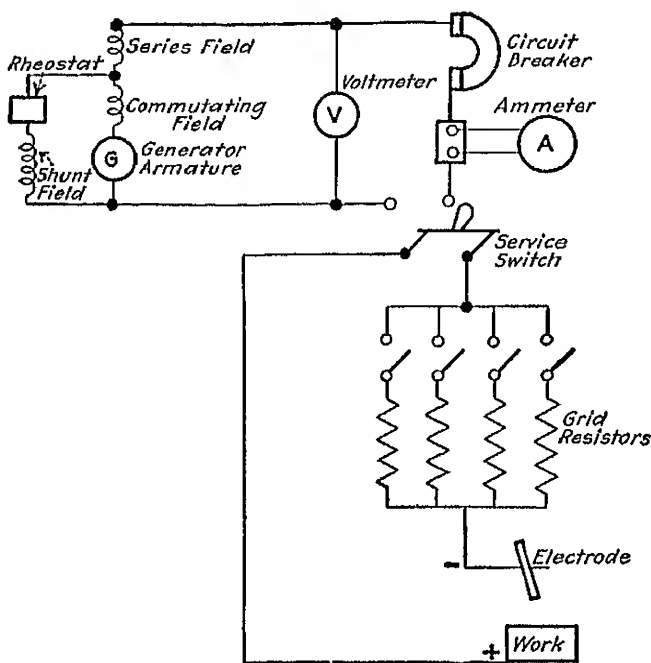 Series Field
Circuit
Breaker
Rheostat
Voltmeter
Commutating
Field
Ammeter
V
A
G
Generator
Armature
Shunt
Field
Service
Switch
Grid
Resistors
-
Electrode
+
Work